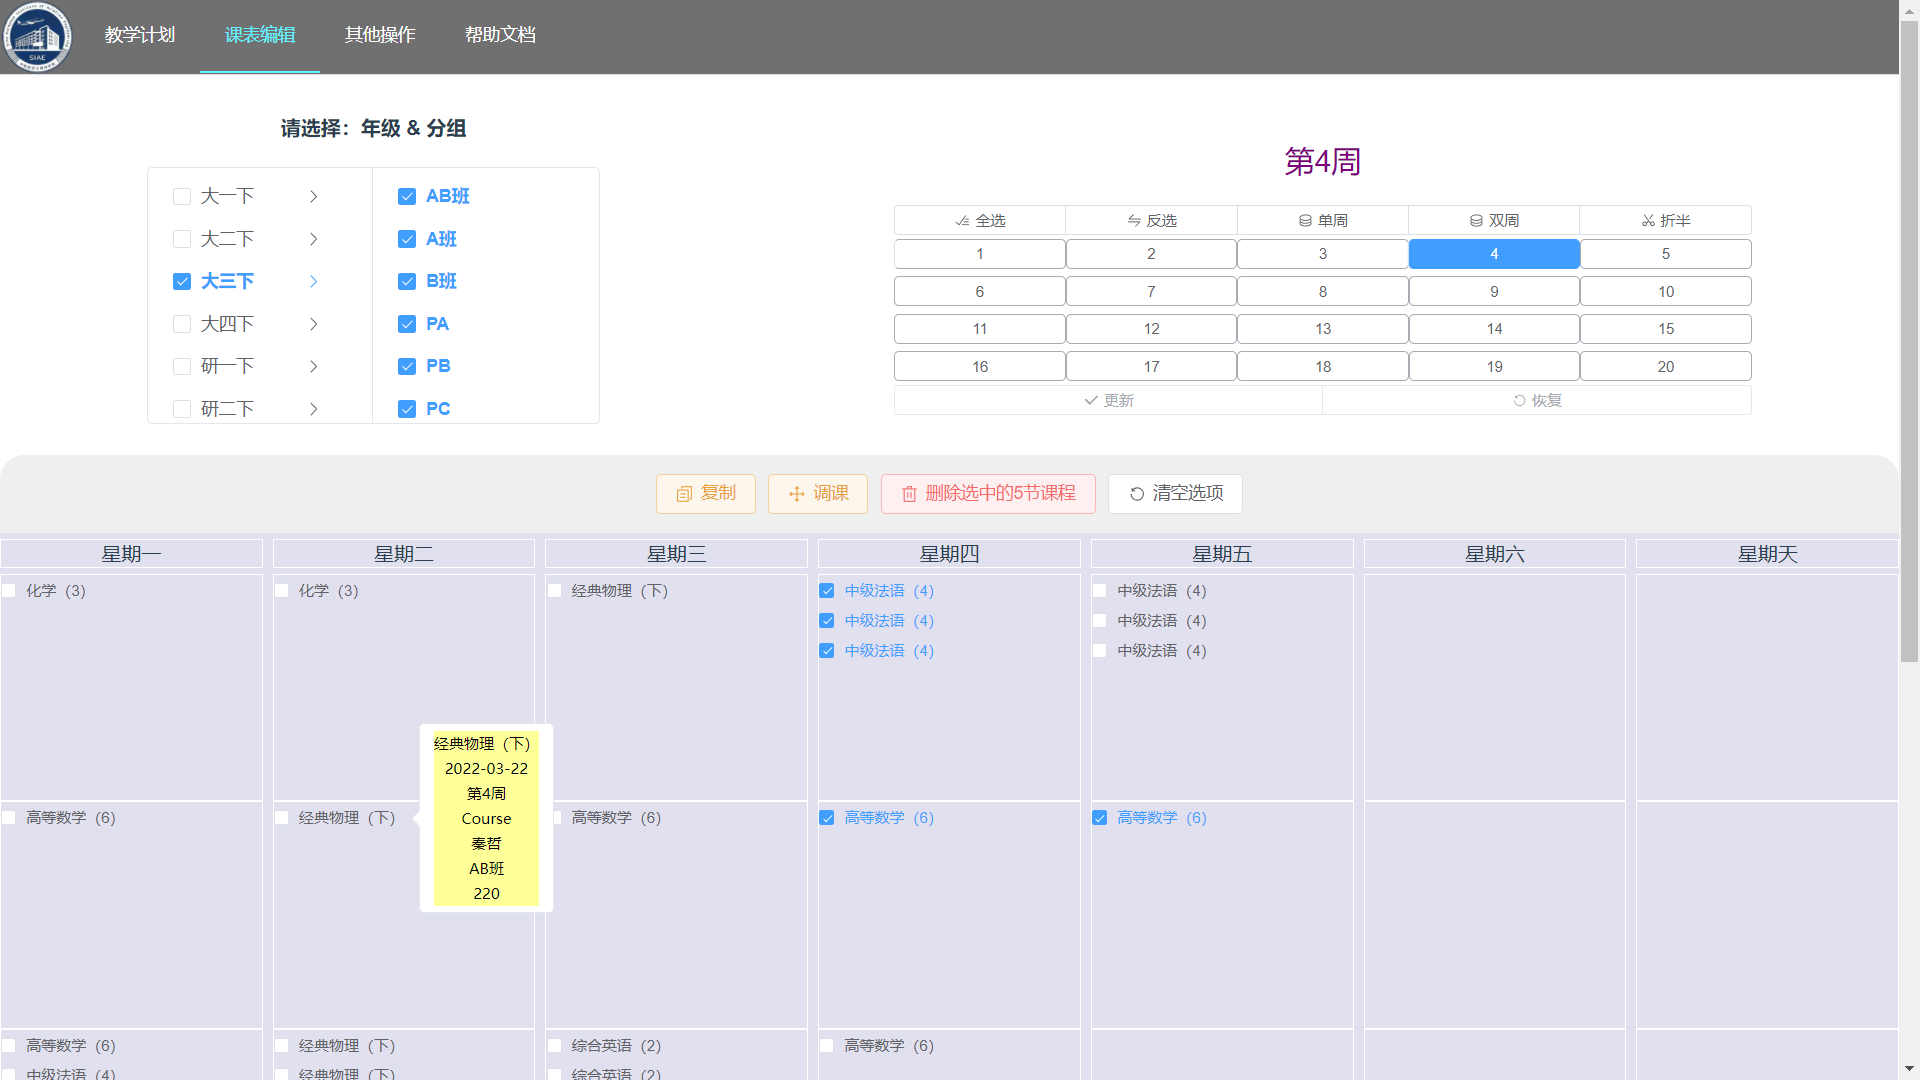 SIAE
教学计划
课表编辑
其他操作
帮助文档
请选择：年级 & 分组
大一下
大二下
大三下
大四下
研一下
研二下
AB班
A班
B班
PA
PB
PC
第4周
全选
反选
单周
双周
折半
1
2
3
4
5
6
7
8
9
10
11
12
13
14
15
16
17
18
19
20
更新
恢复
复制
调课
删除选中的5节课程
清空选项
星期一
星期二
星期三
星期四
星期五
星期六
星期天
化学（3）
化学（3）
经典物理（下）
中级法语（4）
中级法语（4）
中级法语（4）
中级法语（4）
中级法语（4）
中级法语（4）
高等数学（6）
经典物理（下）
经典物理（下）
2022-03-22
第4周
Course
秦哲
AB班
220
高等数学（6）
高等数学（6）
高等数学（6）
高等数学（6）
中级法语（4）
经典物理（下）
经典物理（下）
综合英语（2）
综合英语（2）
高等数学（6）